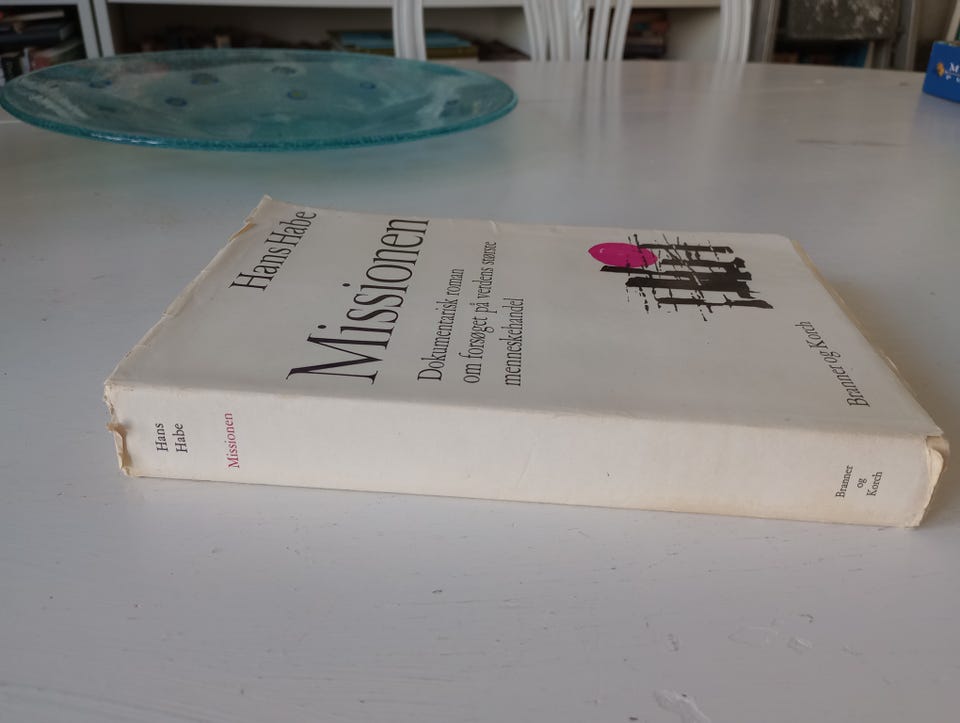 Hans Habe
Missionen
Dokumentarisk roman
om forsøget på verdens største
menneskehandel
Branner og Korch
Hans
Habe
Missionen
Branner
og
Korch